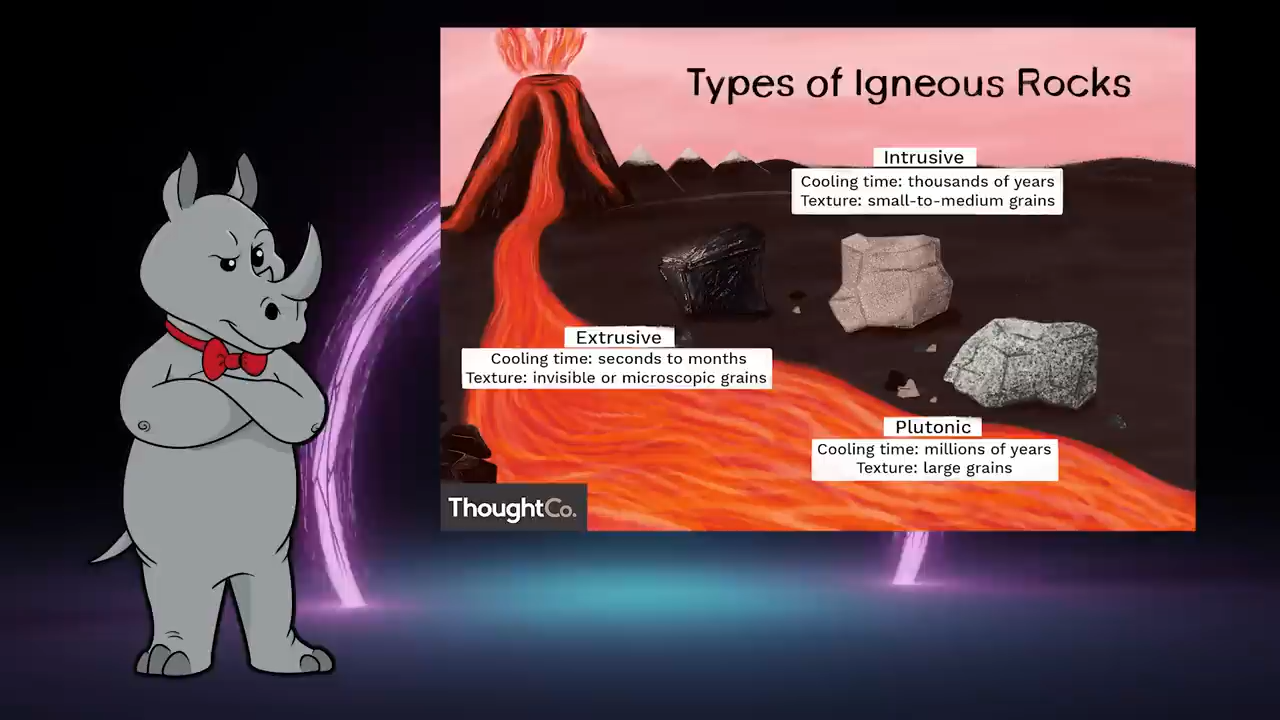 Types of Igneous Rocks
Intrusive
Cooling time: thousands of years
Texture: small-to-medium grains
Extrusive
Cooling time: seconds to months
Texture: invisible or microscopic grains
Plutonic
Cooling time: millions of years
Texture: large grains
ThoughtCo.